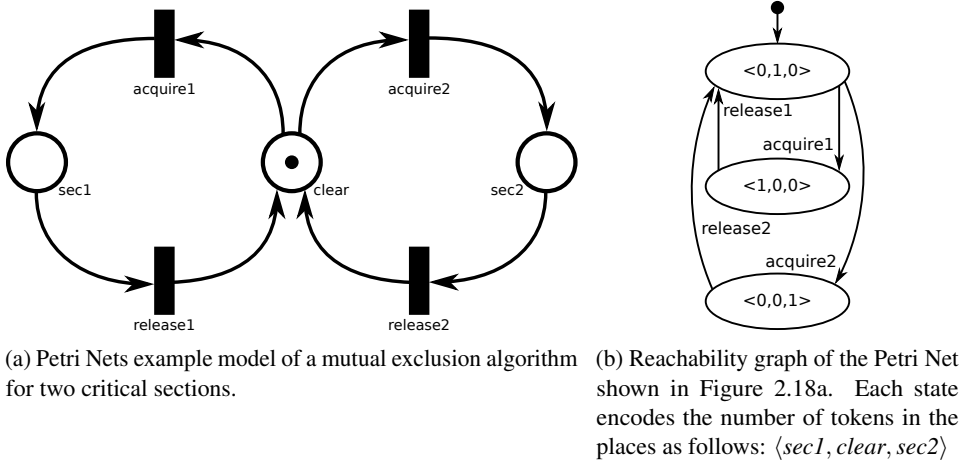 acquire1
acquire2
sec1
clear
sec2
release1
release2
(a) Petri Nets example model of a mutual exclusion algorithm
for two critical sections.
<0,1,0>
release1
acquire1
<1,0,0>
release2
acquire2
<0,0,1>
(b) Reachability graph of the Petri Net
shown in Figure 2.18a. Each state
encodes the number of tokens in the
places as follows: ⟨sec1, clear, sec2⟩